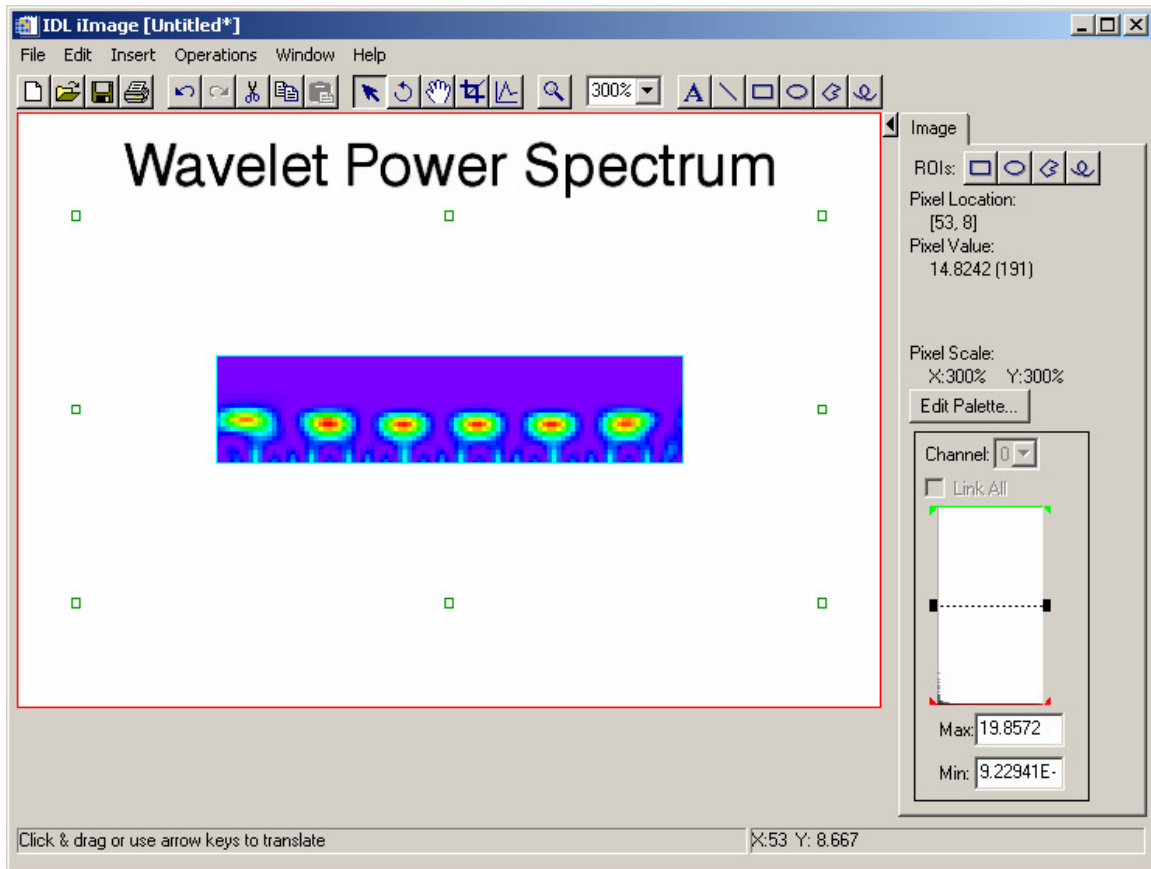 IDL iImage [Untitled*]
File Edit Insert Operations Window Help
300%
A
Wavelet Power Spectrum
Image
ROIs:
Pixel Location:
[53, 8]
Pixel Value:
14.8242 (191)
Pixel Scale:
X:300% Y:300%
Edit Palette...
Channel: 0
Link All
Max: 19.8572
Min: 9.22941E-
Click & drag or use arrow keys to translate
X:53 Y: 8.667